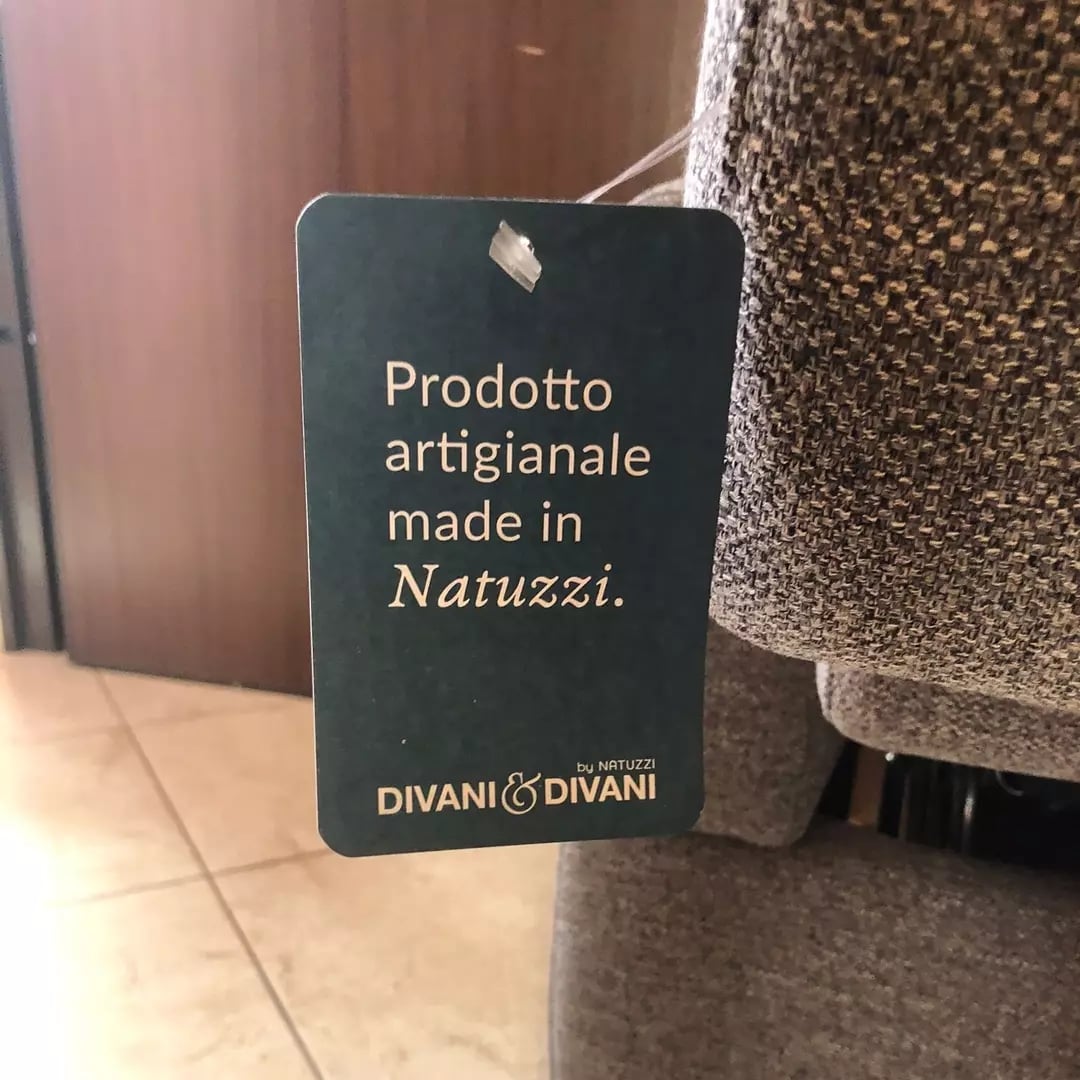 Prodotto
artigianale
made in
Natuzzi.
by NATUZZI
DIVANI & DIVANI